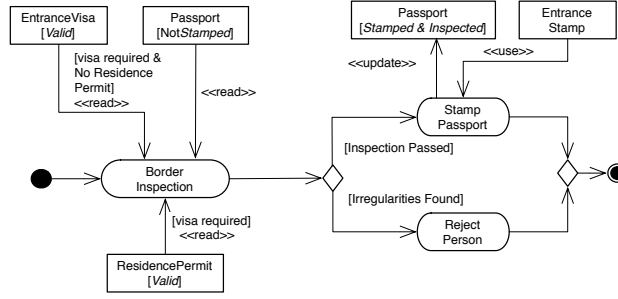 EntranceVisa
[Valid]
Passport
[NotStamped]
Passport
[Stamped & Inspected]
Entrance
Stamp
[visa required &
No Residence
Permit]
<<read>>
<<read>>
<<update>>
<<use>>
Stamp
Passport
[Inspection Passed]
Border
Inspection
[Irregularities Found]
[visa required]
<<read>>
Reject
Person
ResidencePermit
[Valid]